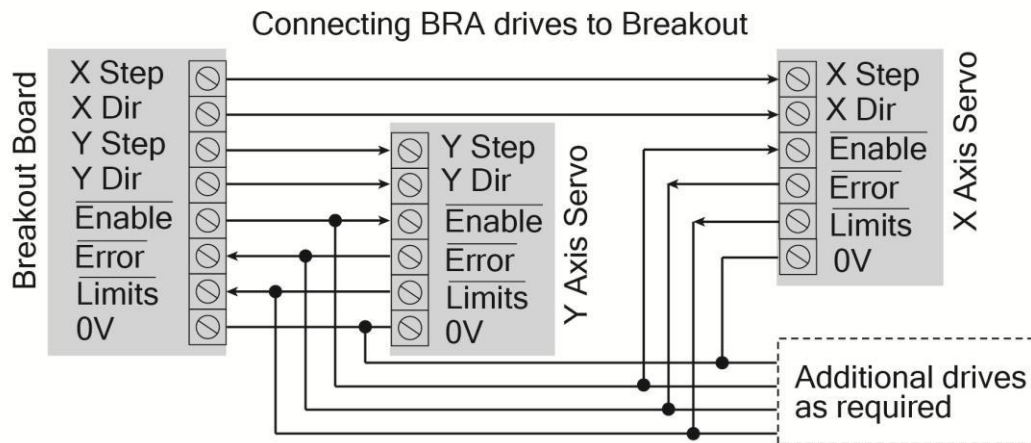 Connecting BRA drives to Breakout
Breakout Board
X Step
X Dir
Y Step
Y Dir
Enable
Error
Limits
0V
Y Step
Y Dir
Enable
Error
Limits
0V
Y Axis Servo
X Step
X Dir
Enable
Error
Limits
0V
X Axis Servo
Additional drives
as required